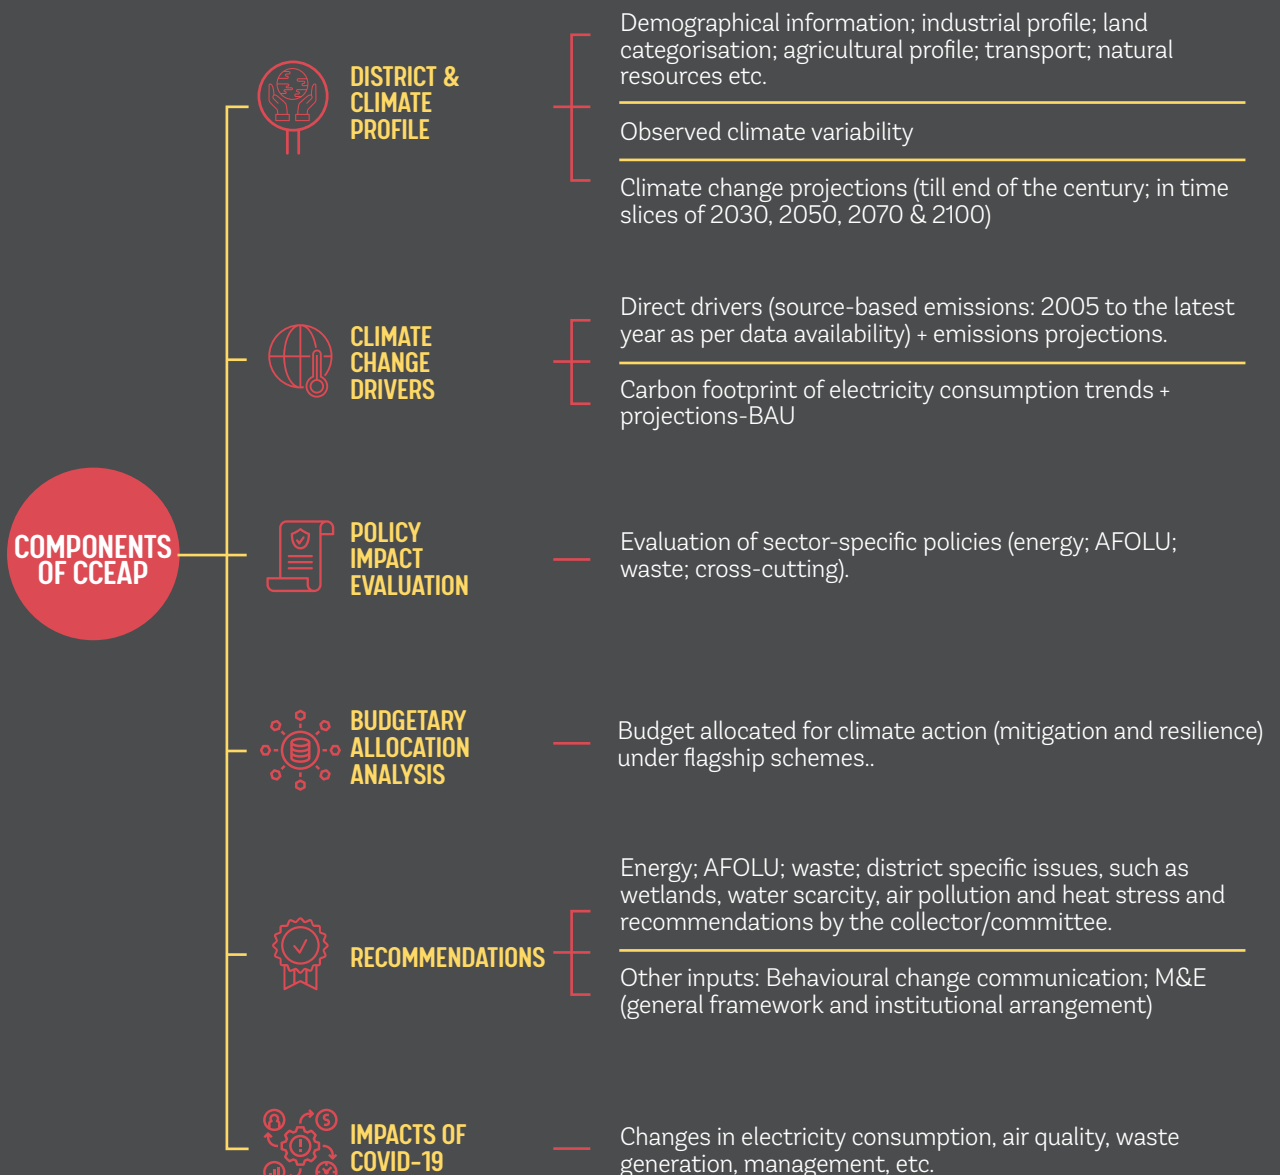 COMPONENTS
OF CCEAP
DISTRICT &
CLIMATE
PROFILE
Demographical information; industrial profile; land
categorisation; agricultural profile; transport; natural
resources etc.
Observed climate variability
Climate change projections (till end of the century; in time
slices of 2030, 2050, 2070 & 2100)
CLIMATE
CHANGE
DRIVERS
Direct drivers (source-based emissions: 2005 to the latest
year as per data availability) + emissions projections.
Carbon footprint of electricity consumption trends +
projections-BAU
POLICY
IMPACT
EVALUATION
Evaluation of sector-specific policies (energy; AFOLU;
waste; cross-cutting).
BUDGETARY
ALLOCATION
ANALYSIS
Budget allocated for climate action (mitigation and resilience)
under flagship schemes..
RECOMMENDATIONS
Energy; AFOLU; waste; district specific issues, such as
wetlands, water scarcity, air pollution and heat stress and
recommendations by the collector/committee.
Other inputs: Behavioural change communication; M&E
(general framework and institutional arrangement)
IMPACTS OF
COVID-19
Changes in electricity consumption, air quality, waste
generation, management, etc.